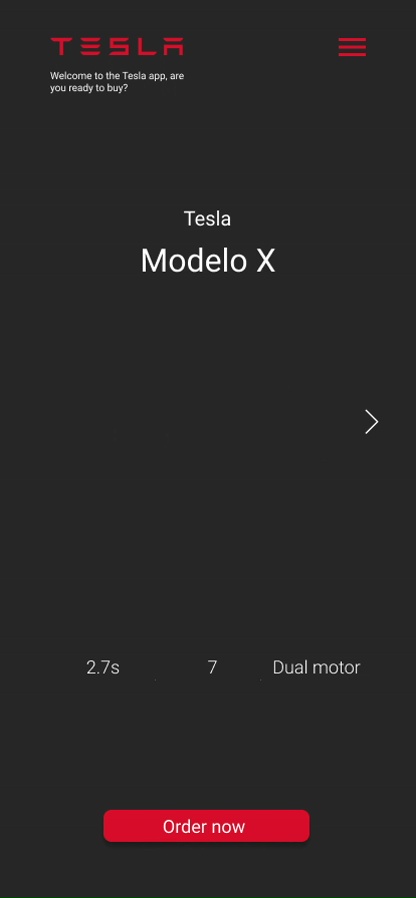 TESLA
Welcome to the Tesla app, are
you ready to buy?
Tesla
Modelo X
2.7s 7 Dual motor
Order now